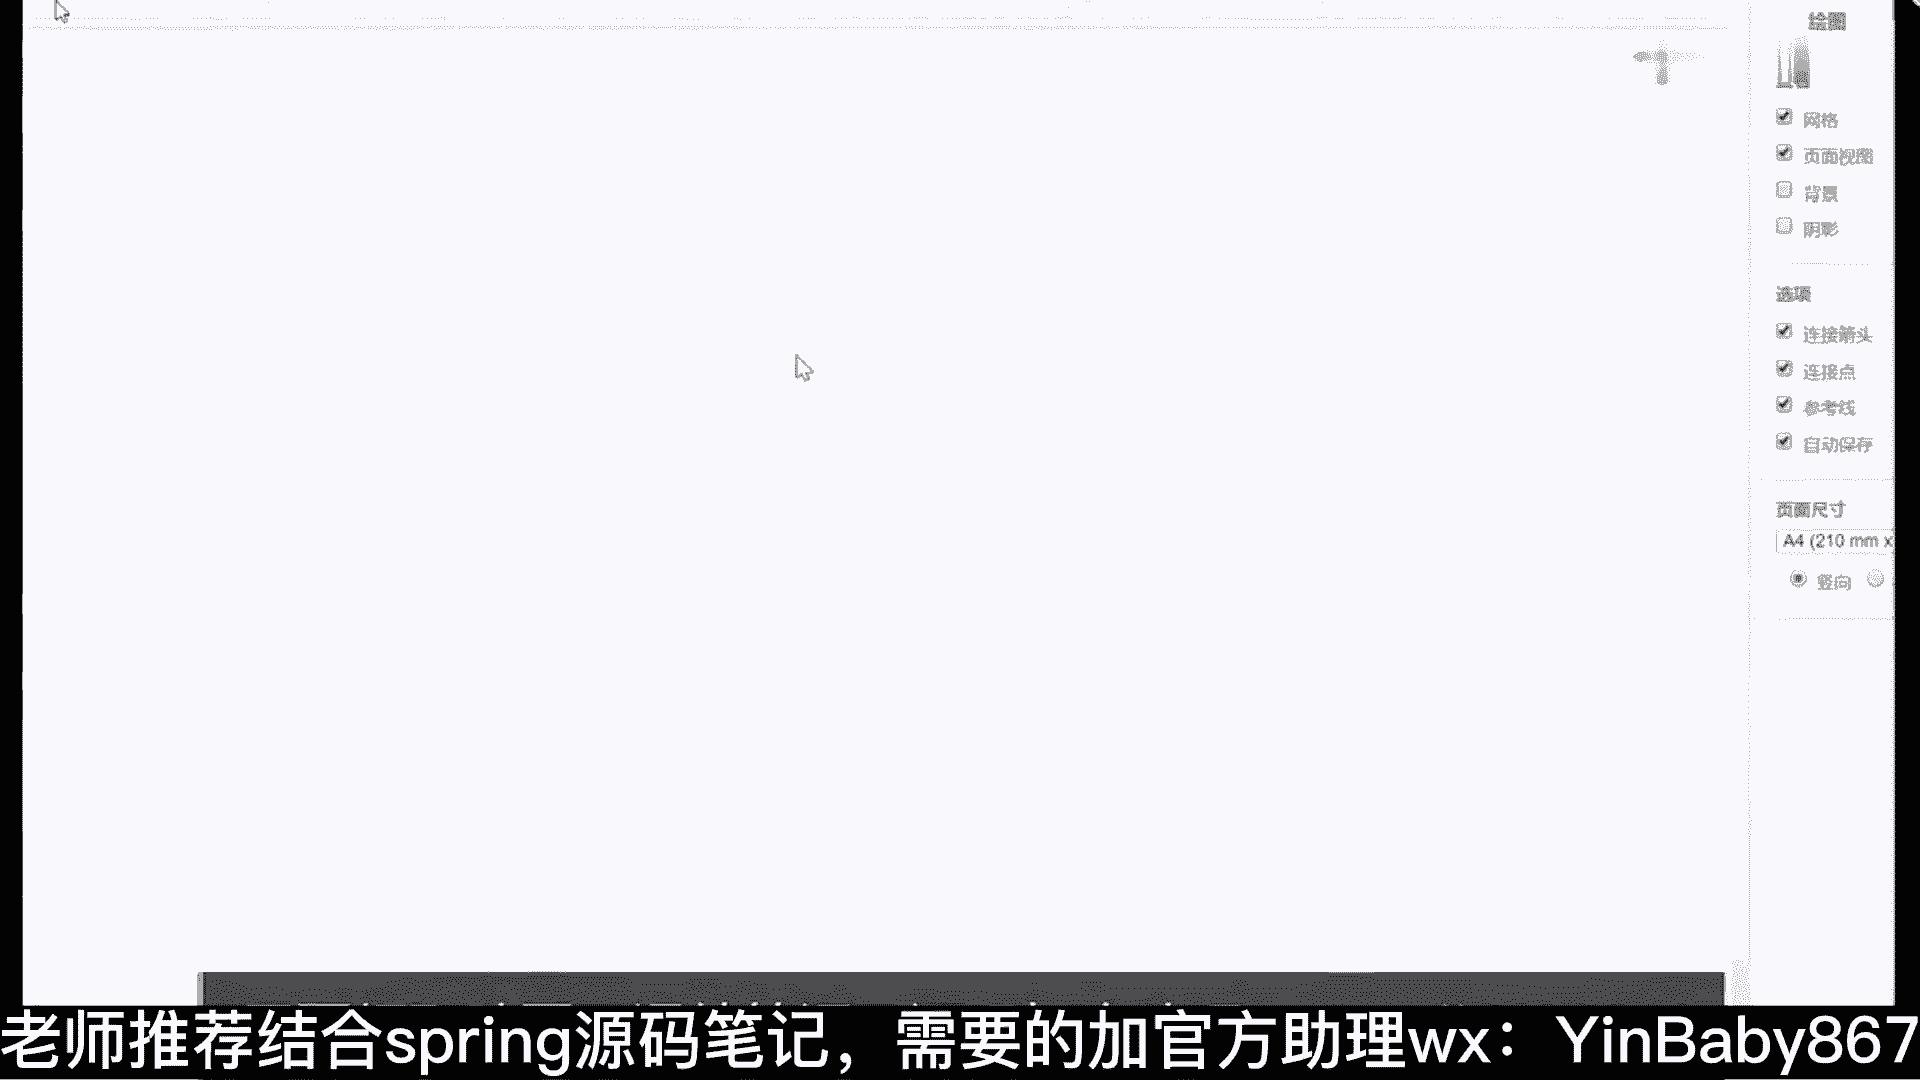 绘图
网格
页面视图
背景
阴影
选项
连接箭头
连接点
参考线
自动保存
页面尺寸
A4 (210 mm x
竖向
老师推荐结合spring源码笔记，需要的加官方助理wx：YinBaby867